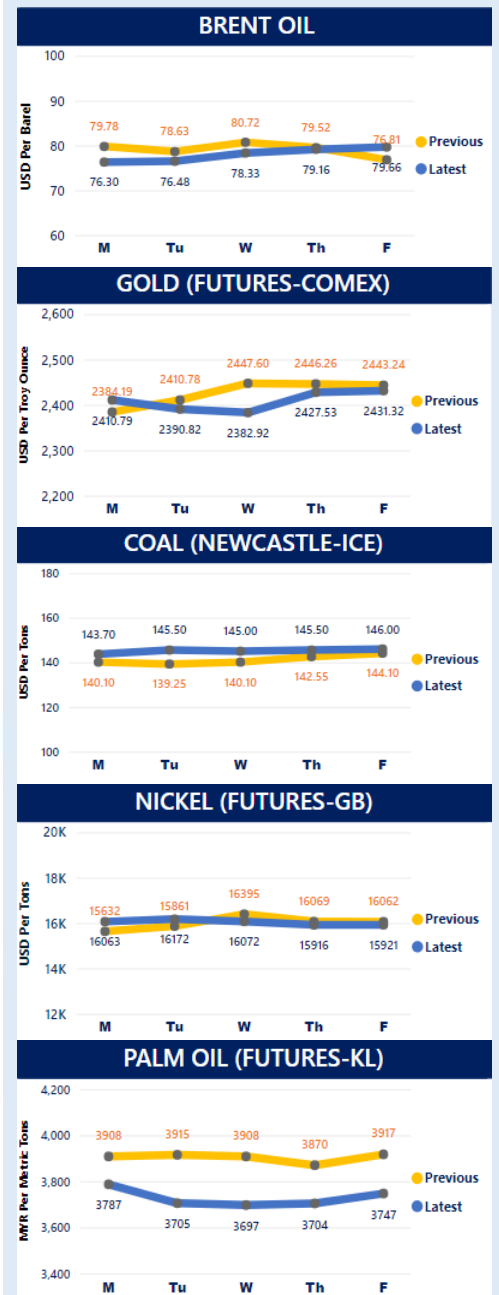 BRENT OIL
100
90
80
70
60
USD Per Barel
79.78 78.63 80.72 79.52 76.81
76.30 76.48 78.33 79.16 79.66
Previous
Latest
M Tu W Th F
GOLD (FUTURES-COMEX)
2,600
2,500
2,400
2,300
2,200
USD Per Troy Ounce
2384.19 2410.78 2447.60 2446.26 2443.24
2410.79 2390.82 2382.92 2427.53 2431.32
Previous
Latest
M Tu W Th F
COAL (NEWCASTLE-ICE)
180
160
140
120
100
USD Per Tons
143.70 145.50 145.00 145.50 146.00
140.10 139.25 140.10 142.55 144.10
Previous
Latest
M Tu W Th F
NICKEL (FUTURES-GB)
20K
18K
16K
14K
12K
USD Per Tons
15632 15861 16395 16069 16062
16063 16172 16072 15916 15921
Previous
Latest
M Tu W Th F
PALM OIL (FUTURES-KL)
4,200
4,000
3,800
3,600
3,400
MYR Per Metric Tons
3908 3915 3908 3870 3917
3787 3705 3697 3704 3747
Previous
Latest
M Tu W Th F